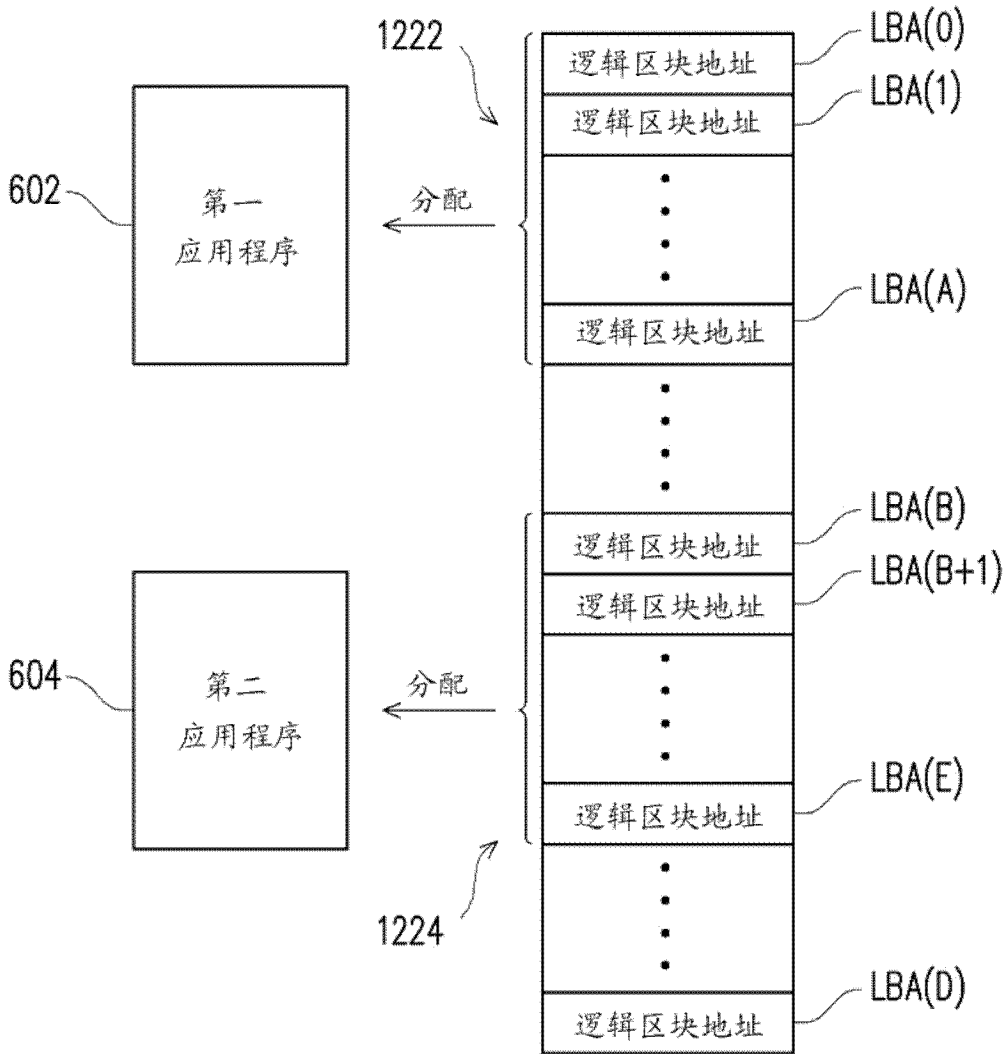 1222
逻辑区块地址
LBA(0)
逻辑区块地址
LBA(1)
602
第一
应用程序
分配
逻辑区块地址
LBA(A)
逻辑区块地址
LBA(B)
逻辑区块地址
LBA(B+1)
604
第二
应用程序
分配
逻辑区块地址
LBA(E)
1224
逻辑区块地址
LBA(D)